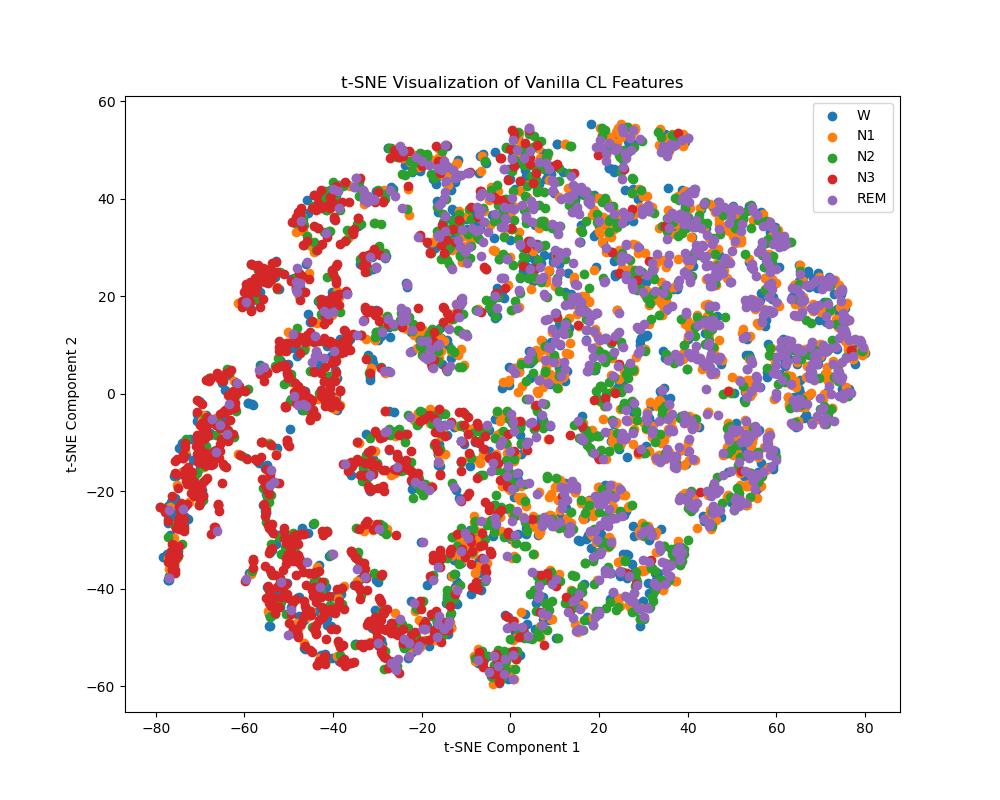 t-SNE Visualization of Vanilla CL Features
W
N1
N2
N3
REM
60
40
20
0
−20
−40
−60
t-SNE Component 2
−80
−60
−40
−20
0
20
40
60
80
t-SNE Component 1